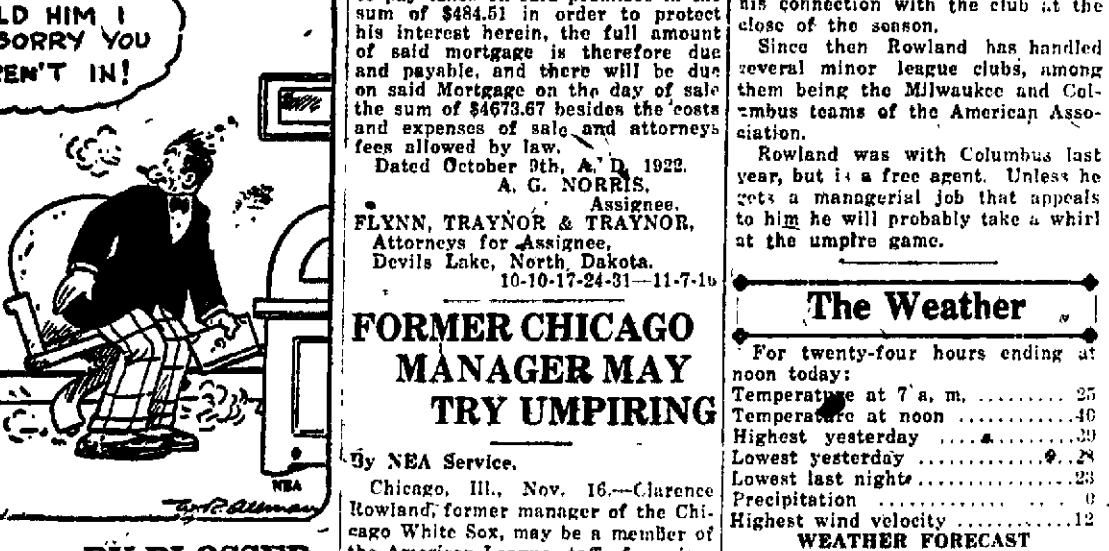 LD HIM I
SORRY YOU
REN'T IN!
NEA
sum of $484.51 in order to protect
his interest herein, the full amount
of said mortgage is therefore due
and payable, and there will be due
on said Mortgage on the day of sale
the sum of $4673.67 besides the costs
and expenses of sale and attorneys
fees allowed by law.
Dated October 9th, A. D. 1922.
A. G. NORRIS,
Assignee.
FLYNN, TRAYNOR & TRAYNOR,
Attorneys for Assignee,
Devils Lake, North Dakota.
10-10-17-24-31—11-7-1
FORMER CHICAGO
MANAGER MAY
TRY UMPIRING
By NEA Service.
Chicago, Ill., Nov. 16.—Clarence
Rowland, former manager of the Chi-
cago White Sox, may be a member of
the American League
his connection with the club at the
close of the season.
Since then Rowland has handled
several minor league clubs, among
them being the Milwaukee and Col-
umbus teams of the American Asso-
ciation.
Rowland was with Columbus last
year, but is a free agent. Unless he
gets a managerial job that appeals
to him he will probably take a whirl
at the umpire game.
The Weather
For twenty-four hours ending at
noon today:
Temperature at 7 a. m. ......... 25
Temperature at noon ...........40
Highest yesterday ............
Lowest yesterday .............. 28
Lowest last night .............23
Precipitation ............. 0
Highest wind velocity ...........12
WEATHER FORECAST